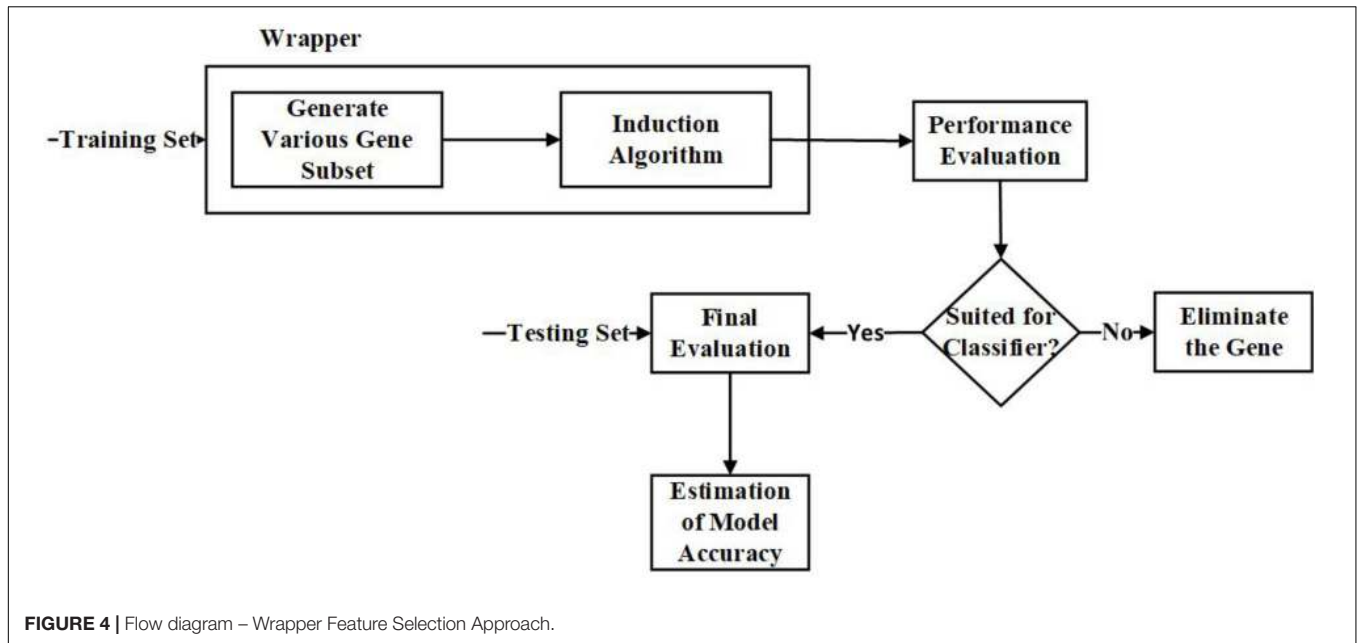 Wrapper
Training Set
Generate
Various Gene
Subset
Induction
Algorithm
Performance
Evaluation
Testing Set
Final
Evaluation
Yes
Suited for
Classifier?
No
Eliminate
the Gene
Estimation
of Model
Accuracy
FIGURE 4 | Flow diagram – Wrapper Feature Selection Approach.